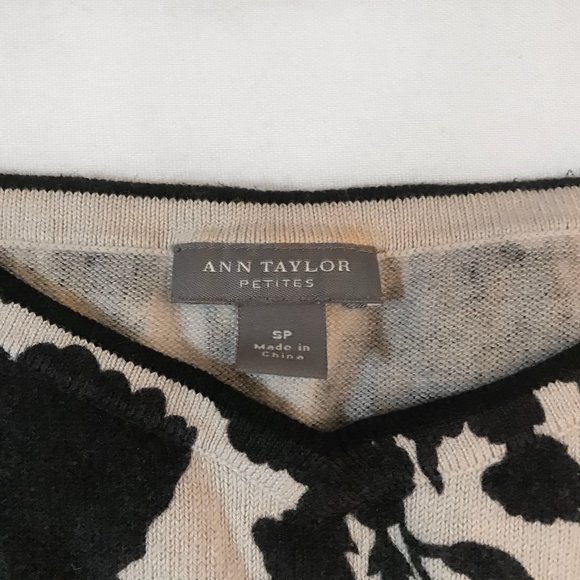 ANN TAYLOR
PETITES
SP
Made in
China